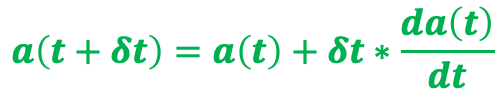 a(t + δt) = a(t) + δt * da(t)/dt